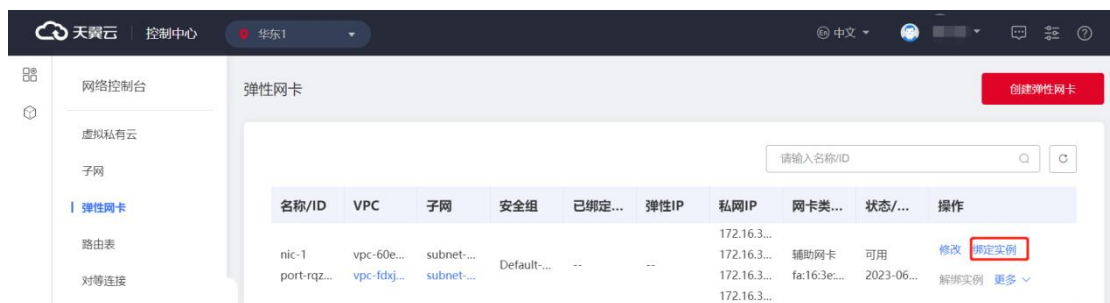 天翼云 控制中心 华东1 中文
网络控制台
弹性网卡 创建弹性网卡
虚拟私有云
请输入名称/ID
子网
弹性网卡
名称/ID VPC 子网 安全组 已绑定... 弹性IP 私网IP 网卡类... 状态/... 操作
路由表
172.16.3...
nic-1 vpc-60e... subnet-... 172.16.3... 辅助网卡 可用 修改 绑定实例
Default-... -- --
port-rqz... vpc-fdxj... subnet-... 172.16.3... fa:16:3e:... 2023-06... 解绑实例 更多
对等连接
172.16.3...